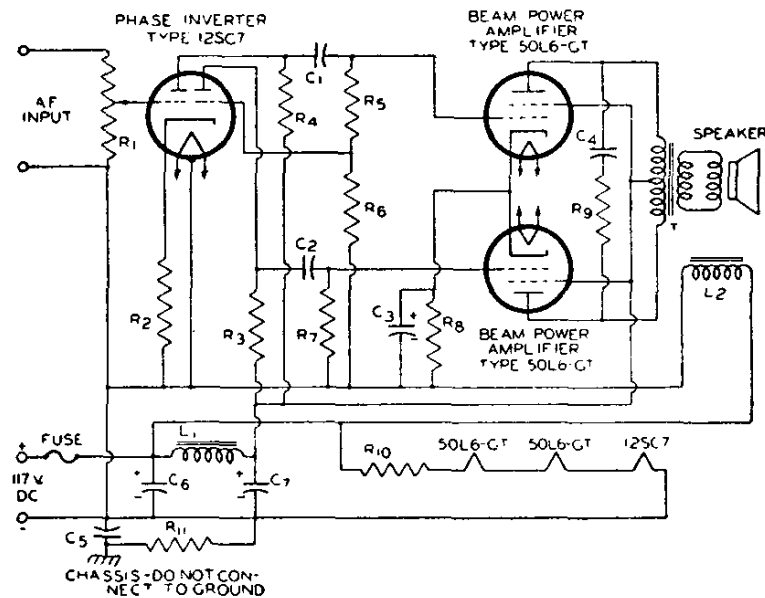 PHASE INVERTER
TYPE 12SC7
BEAM POWER
AMPLIFIER
TYPE 50L6-GT
AF
INPUT
R1
C1
R4
R5
C4
SPEAKER
R6
R9
T
C2
L2
R2
R3
R7
C3
+
-
R8
BEAM POWER
AMPLIFIER
TYPE 50L6-GT
FUSE
L1
R10
50L6-GT
50L6-GT
12SC7
+
117 V
DC
-
+
-
C6
+
-
C7
C5
R11
CHASSIS-DO NOT CON-
NECT TO GROUND